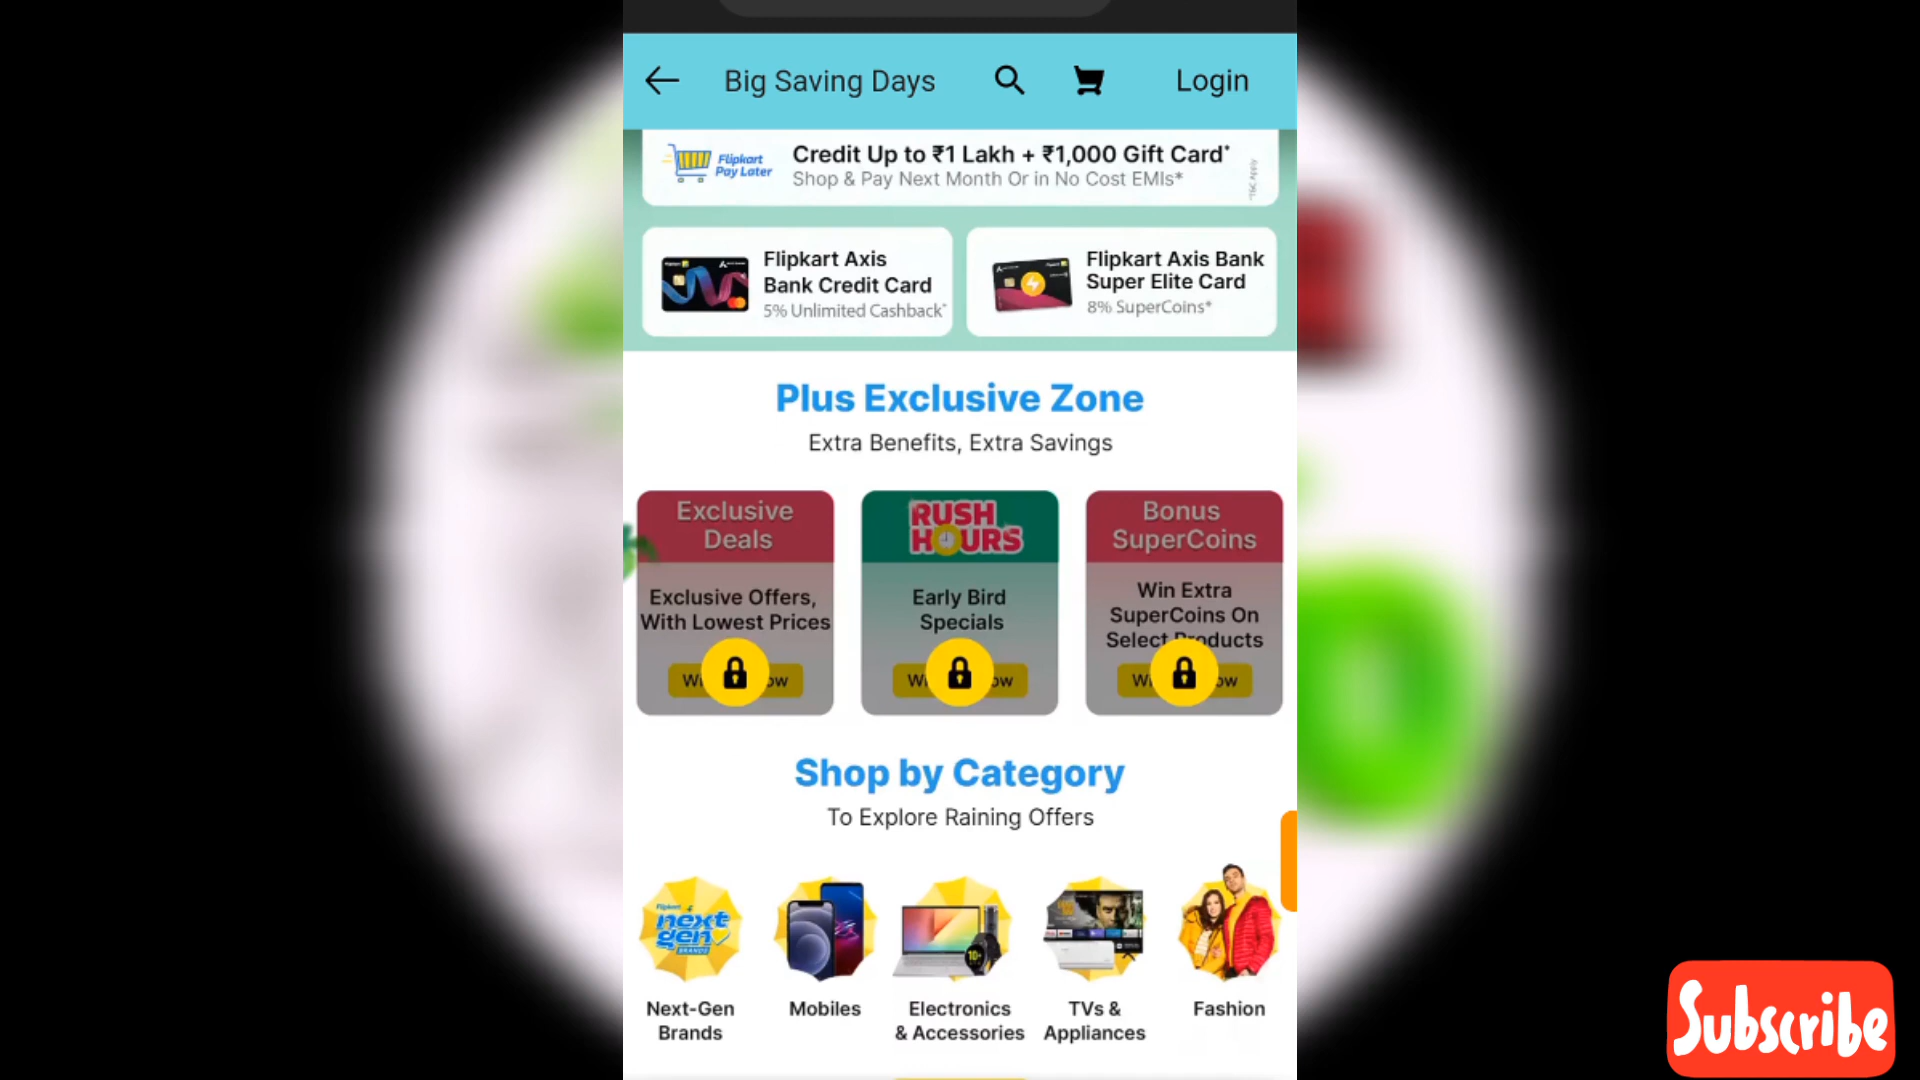 Big Saving Days
Login
Flipkart
Pay Later
Credit Up to ₹1 Lakh + ₹1,000 Gift Card*
Shop & Pay Next Month Or in No Cost EMIs*
Flipkart Axis
Bank Credit Card
5% Unlimited Cashback*
Flipkart Axis Bank
Super Elite Card
8% SuperCoins*
Plus Exclusive Zone
Extra Benefits, Extra Savings
Exclusive
Deals
Exclusive Offers,
With Lowest Prices
RUSH
HOURS
Early Bird
Specials
Bonus
SuperCoins
Win Extra
SuperCoins On
Select Products
Shop by Category
To Explore Raining Offers
Flipkart
next
gen
BRANDS
Next-Gen
Brands
Mobiles
Electronics
& Accessories
TVs &
Appliances
Fashion
Subscribe